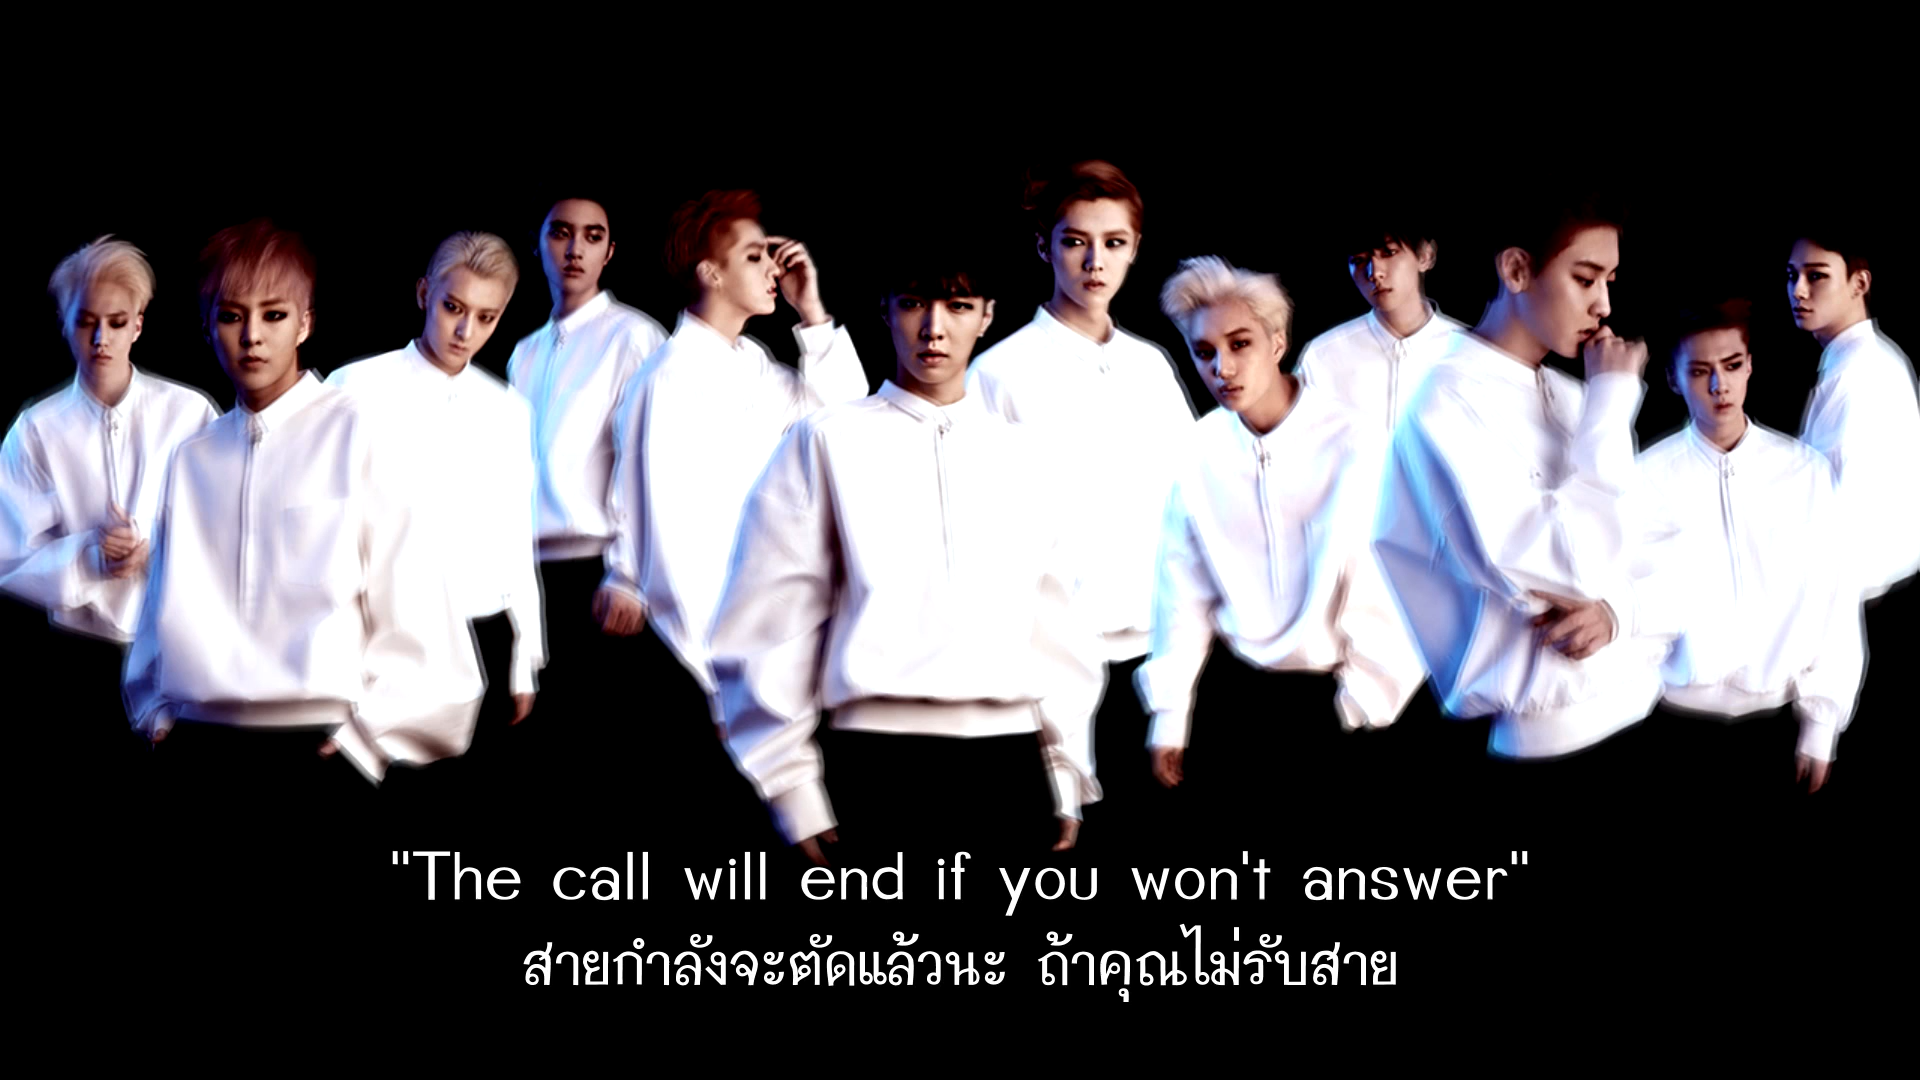 "The call will end if you won't answer"
สายกำลังจะตัดแล้วนะ ถ้าคุณไม่รับสาย